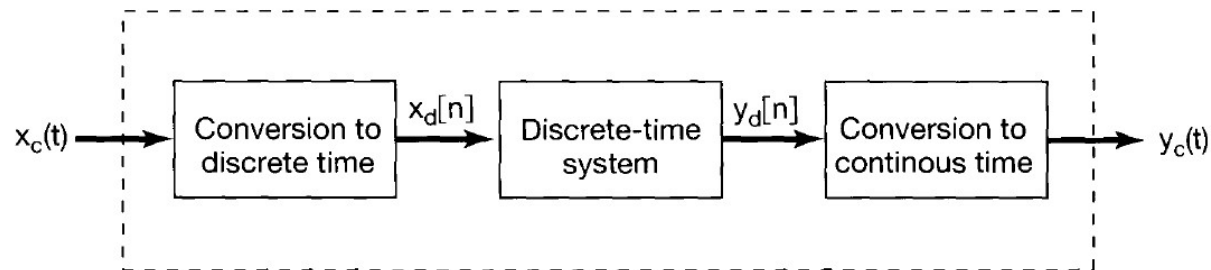 x_c(t)
Conversion to
discrete time
x_d[n]
Discrete-time
system
y_d[n]
Conversion to
continous time
y_c(t)